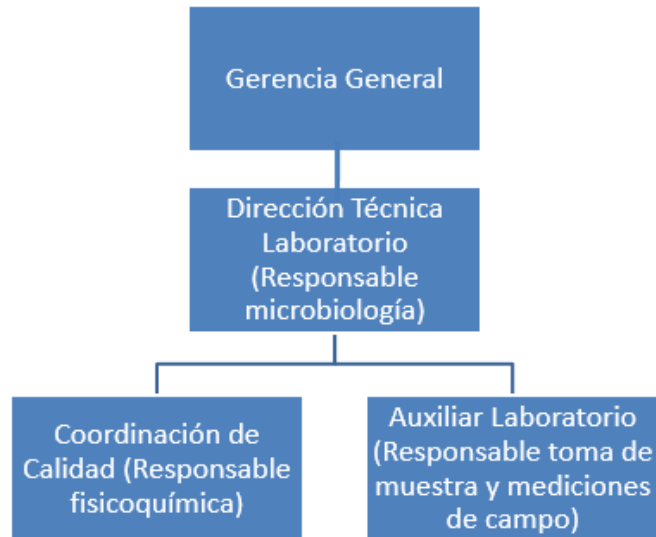 Gerencia General
Dirección Técnica
Laboratorio
(Responsable
microbiología)
Coordinación de
Calidad (Responsable
fisicoquímica)
Auxiliar Laboratorio
(Responsable toma de
muestra y mediciones
de campo)